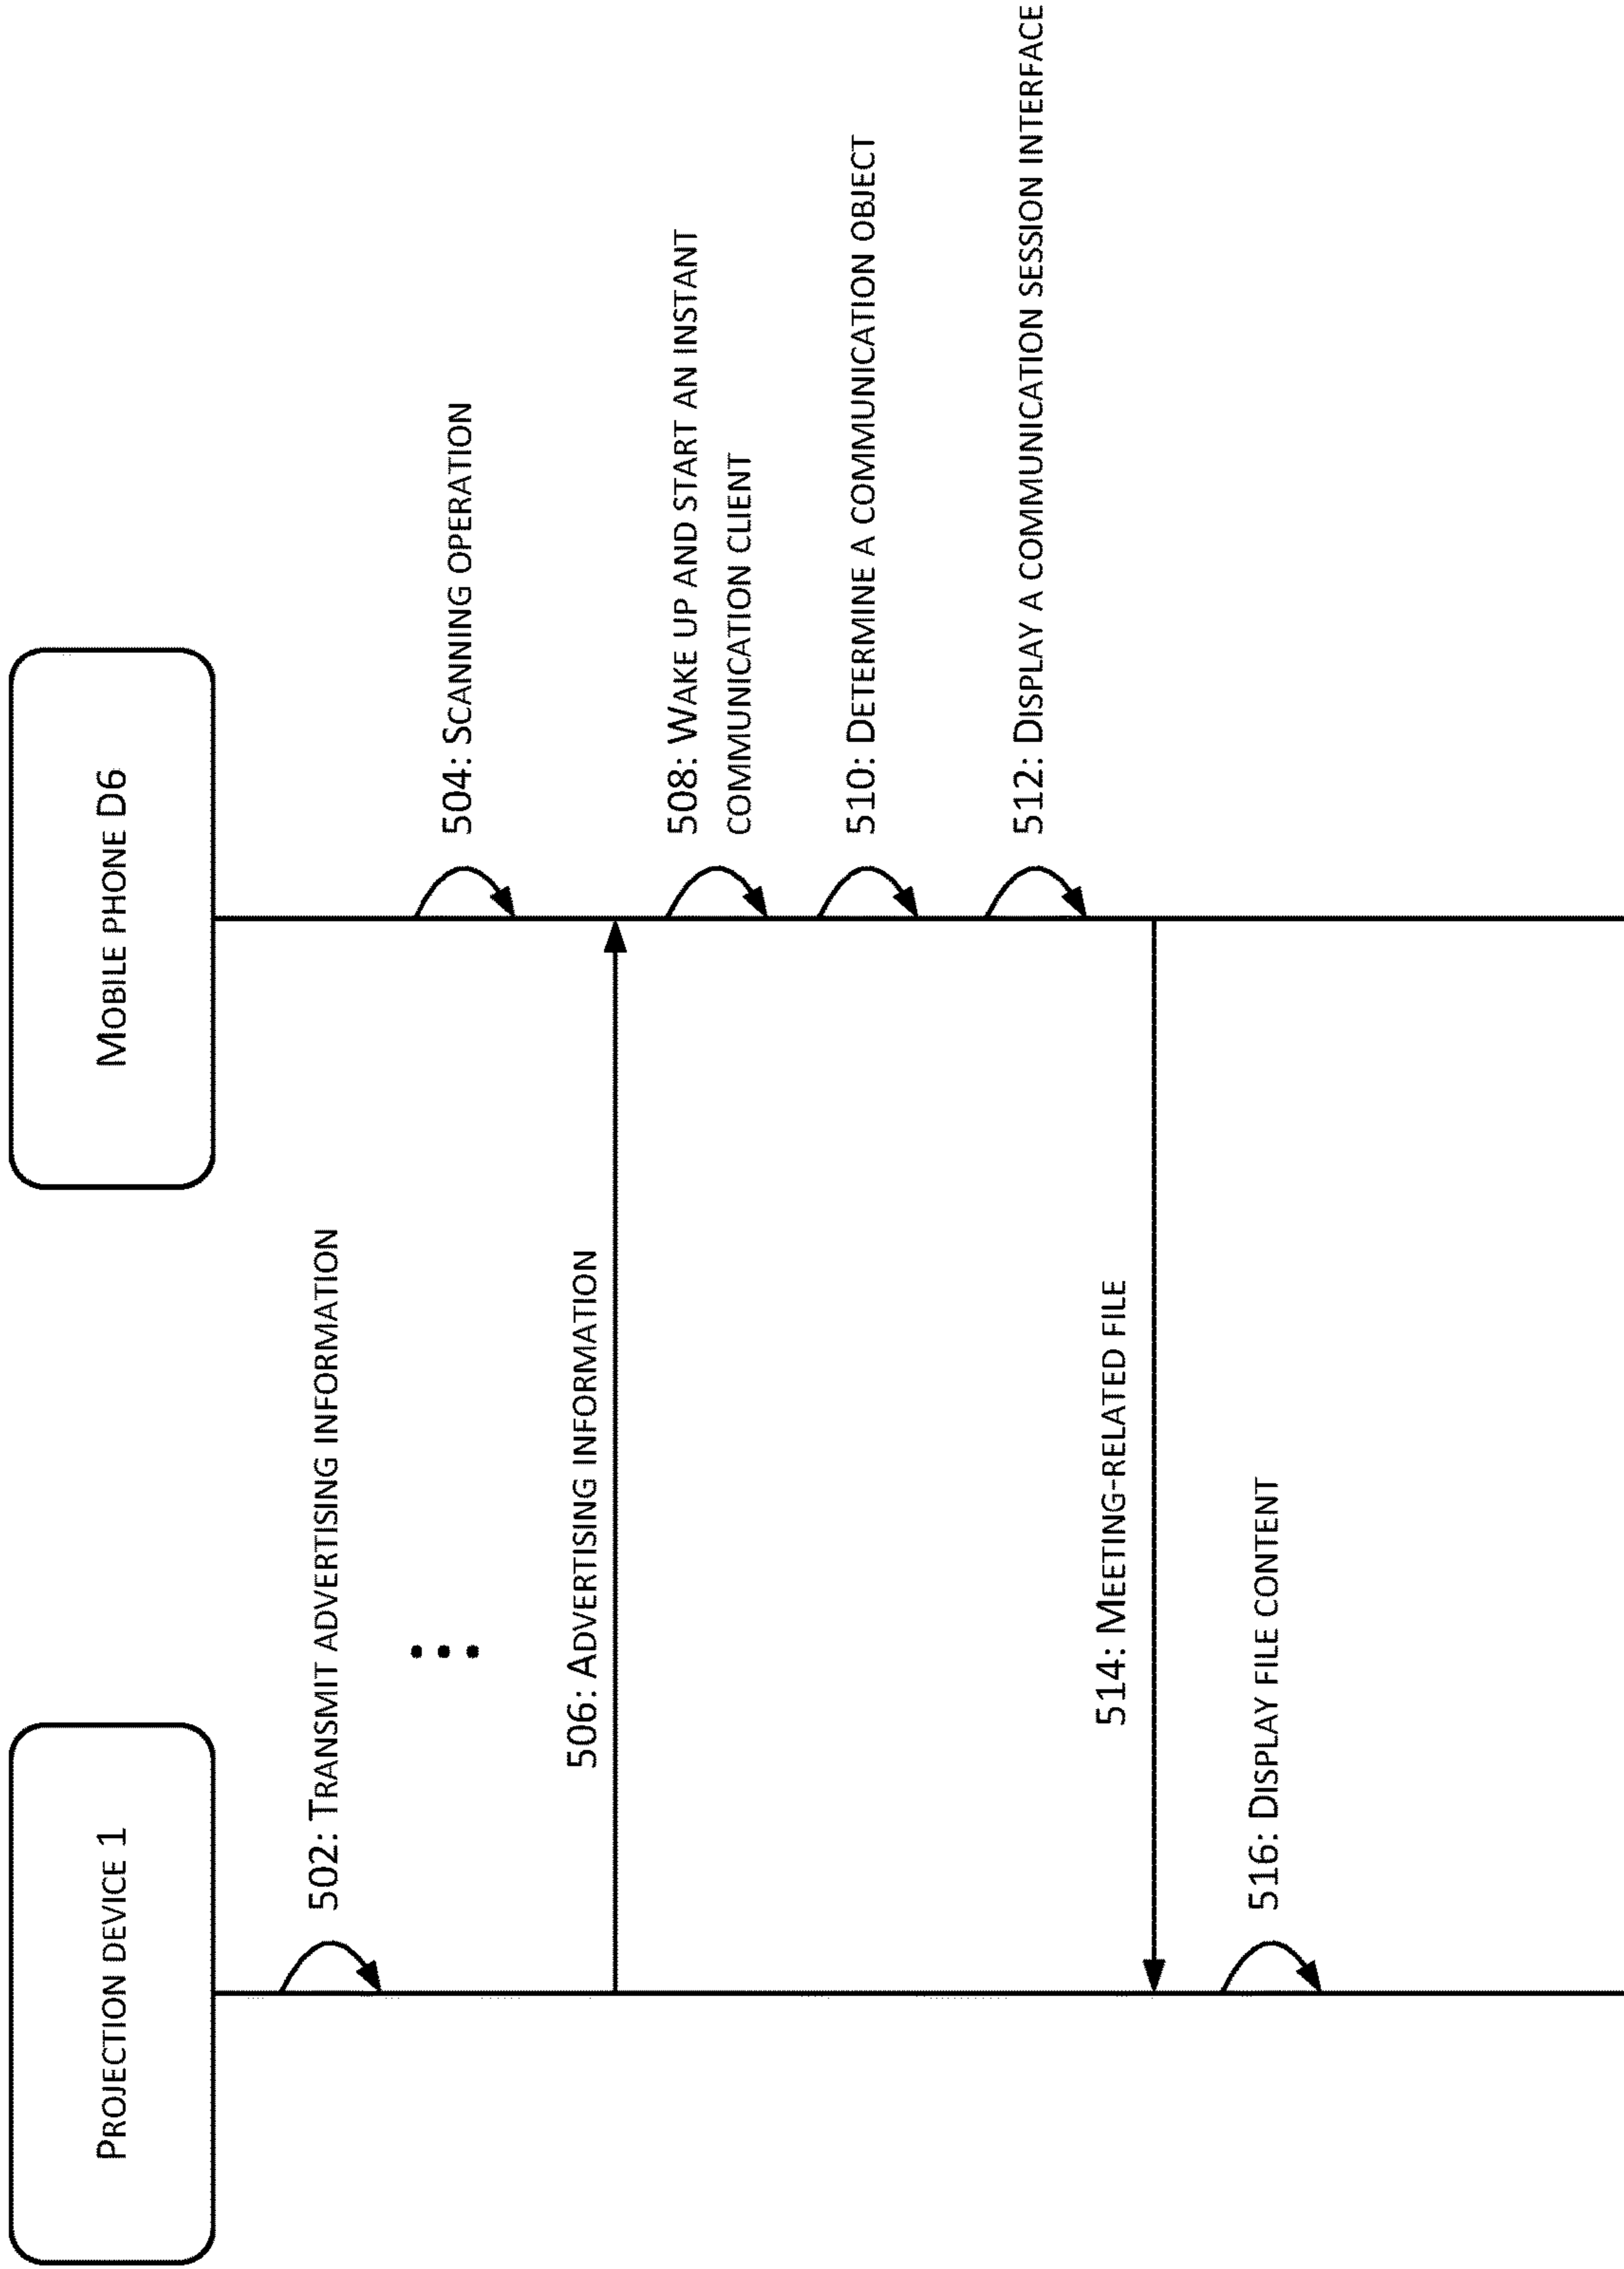 PROJECTION DEVICE 1
MOBILE PHONE D6
502: TRANSMIT ADVERTISING INFORMATION
504: SCANNING OPERATION
506: ADVERTISING INFORMATION
508: WAKE UP AND START AN INSTANT
COMMUNICATION CLIENT
510: DETERMINE A COMMUNICATION OBJECT
512: DISPLAY A COMMUNICATION SESSION INTERFACE
514: MEETING-RELATED FILE
516: DISPLAY FILE CONTENT